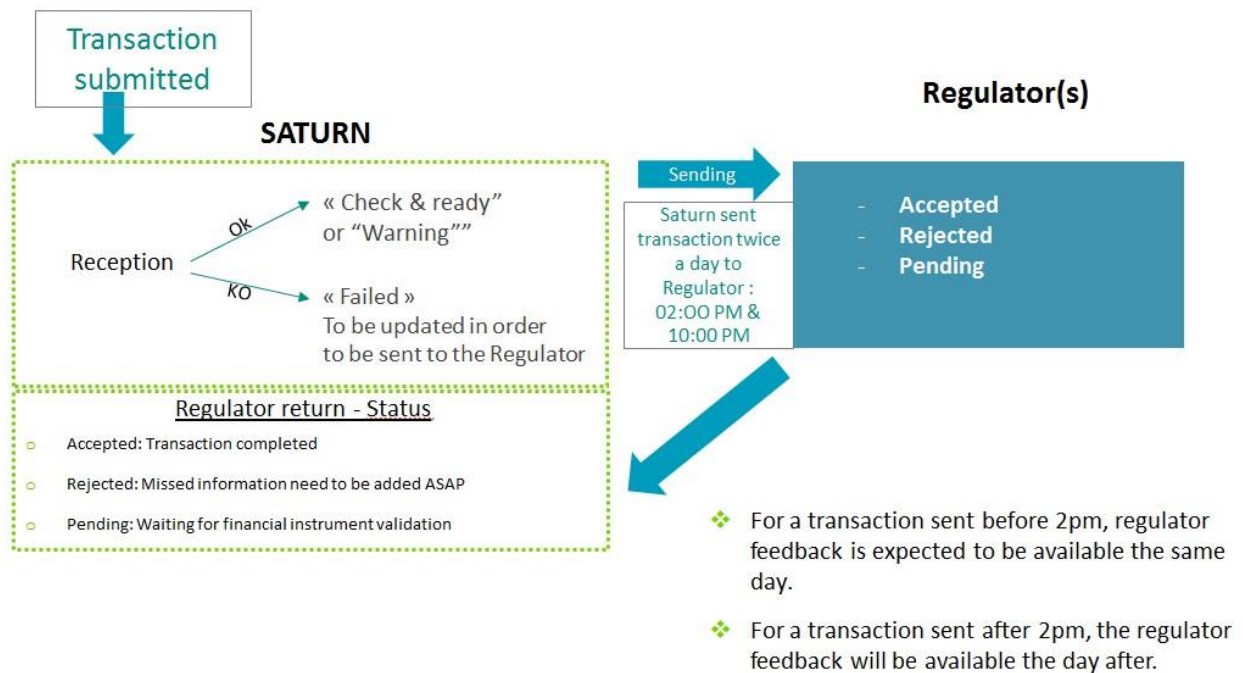 Transaction
submitted
SATURN
Reception
Ok
KO
« Check & ready”
or “Warning””
« Failed »
To be updated in order
to be sent to the Regulator
Sending
Saturn sent
transaction twice
a day to
Regulator :
02:OO PM &
10:00 PM
Regulator(s)
- Accepted
- Rejected
- Pending
Regulator return - Status
o Accepted: Transaction completed
o Rejected: Missed information need to be added ASAP
o Pending: Waiting for financial instrument validation
❖ For a transaction sent before 2pm, regulator
feedback is expected to be available the same
day.
❖ For a transaction sent after 2pm, the regulator
feedback will be available the day after.